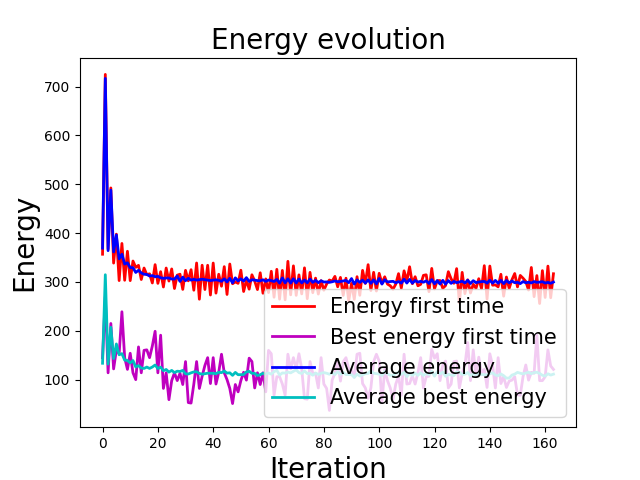 Energy evolution
Energy
700
600
500
400
300
200
100
0
20
40
60
80
100
120
140
160
Iteration
Energy first time
Best energy first time
Average energy
Average best energy